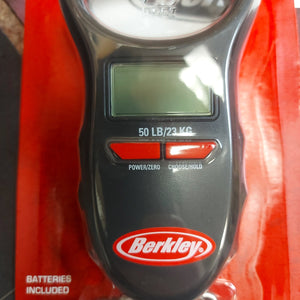 50 LB/23 KG
POWER/ZERO CHOOSE/HOLD
Berkley®
BATTERIES
INCLUDED